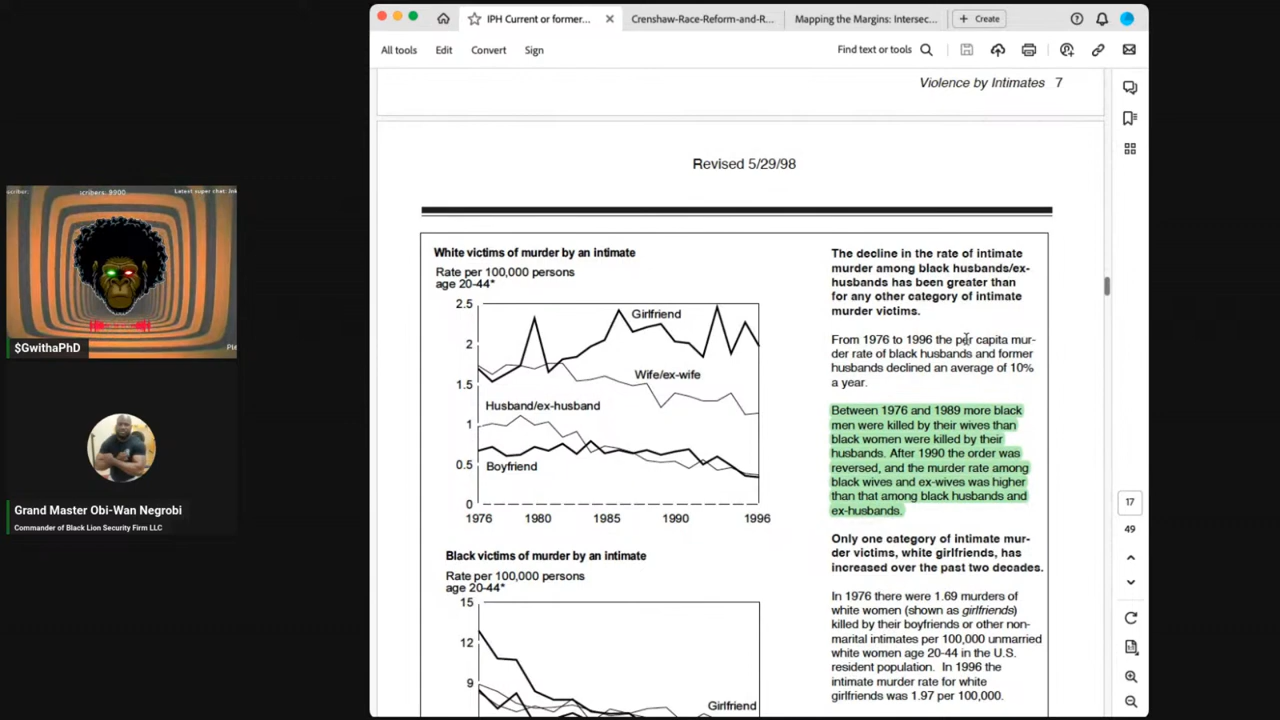 IPH Current or former...
Crenshaw-Race-Reform-and-R...
Mapping the Margins: Intersec...
+ Create
All tools
Edit
Convert
Sign
Find text or tools
Violence by Intimates 7
Revised 5/29/98
White victims of murder by an intimate
Rate per 100,000 persons
age 20-44*
2.5
2
1.5
1
0.5
0
Girlfriend
Wife/ex-wife
Husband/ex-husband
Boyfriend
1976
1980
1985
1990
1996
Black victims of murder by an intimate
Rate per 100,000 persons
age 20-44*
15
12
9
Girlfriend
The decline in the rate of intimate
murder among black husbands/ex-
husbands has been greater than
for any other category of intimate
murder victims.
From 1976 to 1996 the per capita mur-
der rate of black husbands and former
husbands declined an average of 10%
a year.
Between 1976 and 1989 more black
men were killed by their wives than
black women were killed by their
husbands. After 1990 the order was
reversed, and the murder rate among
black wives and ex-wives was higher
than that among black husbands and
ex-husbands.
Only one category of intimate mur-
der victims, white girlfriends, has
increased over the past two decades.
In 1976 there were 1.69 murders of
white women (shown as girlfriends)
killed by their boyfriends or other non-
marital intimates per 100,000 unmarried
white women age 20-44 in the U.S.
resident population. In 1996 the
intimate murder rate for white
girlfriends was 1.97 per 100,000.
17
49
scriber:
scribers: 9900
Latest super chat:
$GwithaPhD
Grand Master Obi-Wan Negrobi
Commander of Black Lion Security Firm LLC